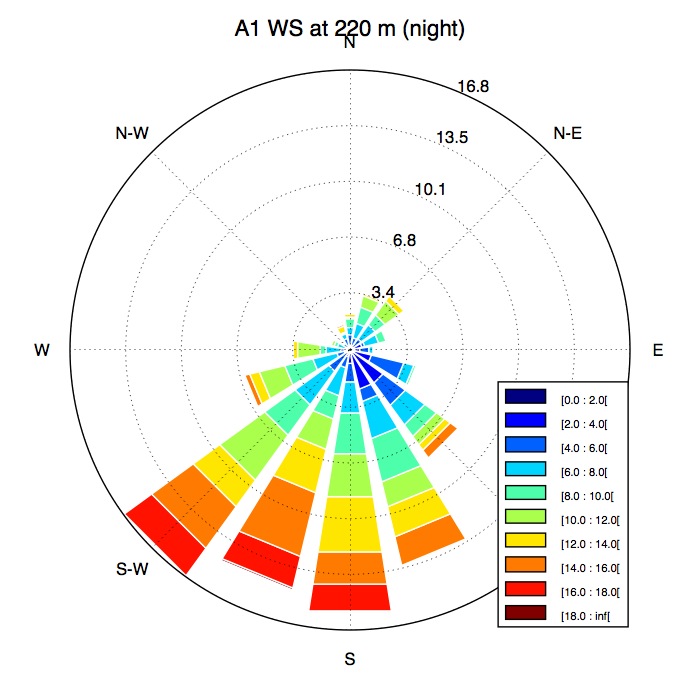 A1 WS at 220 m (night)
N
16.8
N-W
N-E
13.5
10.1
6.8
3.4
W
E
[0.0 : 2.0[
[2.0 : 4.0[
[4.0 : 6.0[
[6.0 : 8.0[
[8.0 : 10.0[
[10.0 : 12.0[
[12.0 : 14.0[
[14.0 : 16.0[
[16.0 : 18.0[
[18.0 : inf[
S-W
S